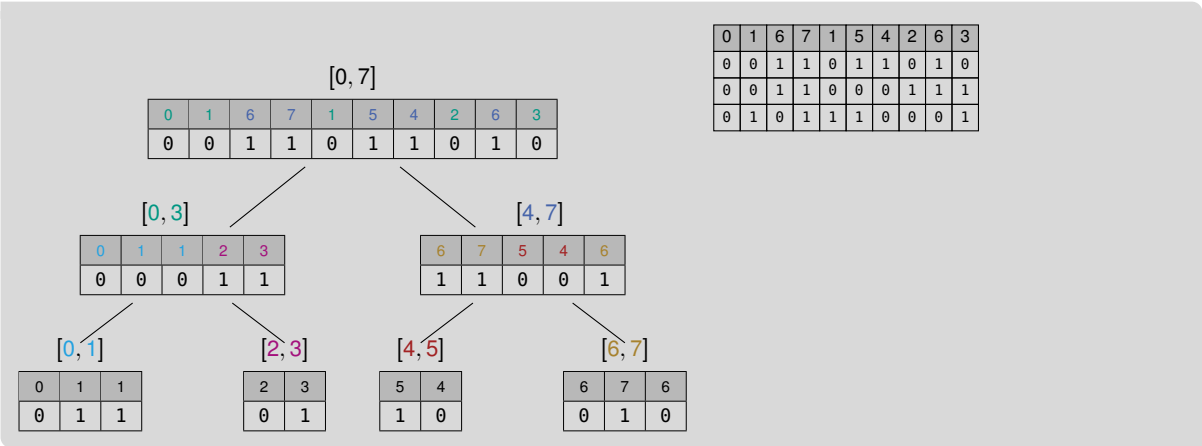 [0, 7]
0 1 6 7 1 5 4 2 6 3
0 0 1 1 0 1 1 0 1 0
[0, 3]
0 1 1 2 3
0 0 0 1 1
[4, 7]
6 7 5 4 6
1 1 0 0 1
[0, 1]
0 1 1
0 1 1
[2, 3]
2 3
0 1
[4, 5]
5 4
1 0
[6, 7]
6 7 6
0 1 0
0 1 6 7 1 5 4 2 6 3
0 0 1 1 0 1 1 0 1 0
0 0 1 1 0 0 0 1 1 1
0 1 0 1 1 1 0 0 0 1